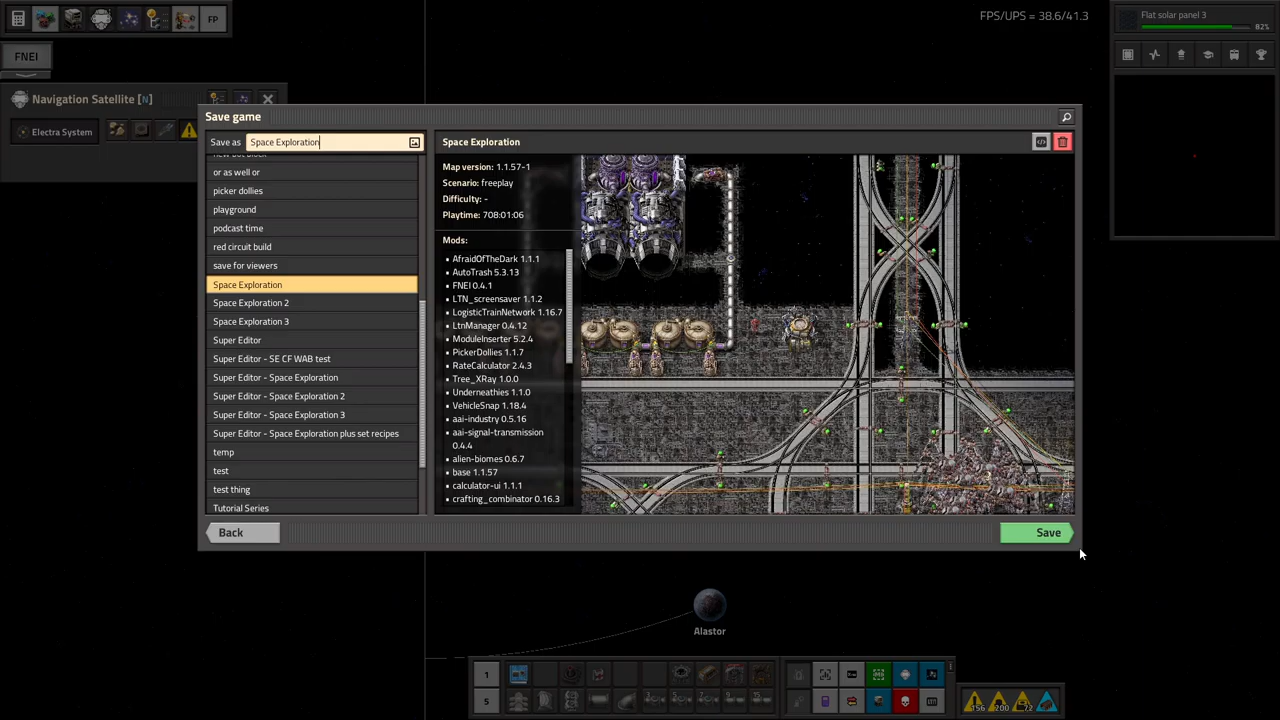 FP
FPS/UPS = 38.6/41.3
Flat solar panel 3
82%
FNEI
Navigation Satellite [N]
Electra System
Save game
Save as
Space Exploration
or as well or
picker dollies
playground
podcast time
red circuit build
save for viewers
Space Exploration
Space Exploration 2
Space Exploration 3
Super Editor
Super Editor - SE CF WAB test
Super Editor - Space Exploration
Super Editor - Space Exploration 2
Super Editor - Space Exploration 3
Super Editor - Space Exploration plus set recipes
temp
test
test thing
Tutorial Series
Space Exploration
Map version: 1.1.57-1
Scenario: freeplay
Difficulty: -
Playtime: 708:01:06
Mods:
AfraidOfTheDark 1.1.1
AutoTrash 5.3.13
FNEI 0.4.1
LTN_screensaver 1.1.2
LogisticTrainNetwork 1.16.7
LtnManager 0.4.12
ModuleInserter 5.2.4
PickerDollies 1.1.7
RateCalculator 2.4.3
Tree_XRay 1.0.0
Underneathies 1.1.0
VehicleSnap 1.18.4
aai-industry 0.5.16
aai-signal-transmission
0.4.4
alien-biomes 0.6.7
base 1.1.57
calculator-ui 1.1.1
crafting_combinator 0.16.3
Back
Save
Alastor
1
5
156
200
72